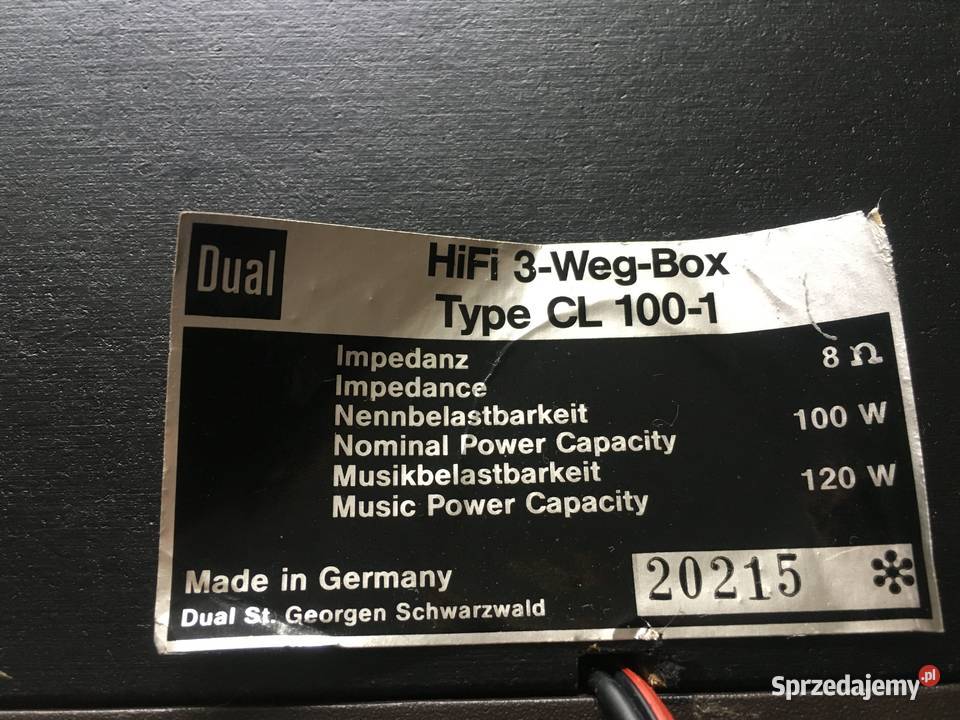 Dual
HiFi 3-Weg-Box
Type CL 100-1
Impedanz 8 Ω
Impedance
Nennbelastbarkeit 100 W
Nominal Power Capacity
Musikbelastbarkeit 120 W
Music Power Capacity
Made in Germany
Dual St. Georgen Schwarzwald
20215 *
Sprzedajemy.pl